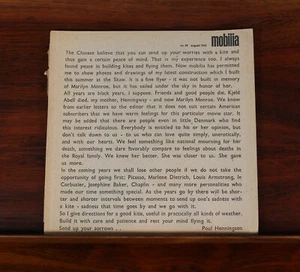 mobilia
no. 85 august 1962
The Chinese believe that you can send up your worries with a kite and
thus gain a certain peace of mind. That is my experience too. I always
found peace in building kites and flying them. Now mobilia has permitted
me to show photos and drawings of my latest construction which I built
this summer at the Skaw. It is a fine flyer - it was not built in memory
of Marilyn Monroe, but it has sailed under the sky in honor of her.
All years are black years, I suppose. Friends and good people die, Kjeld
Abell died, my mother, Hemingway - and now Marilyn Monroe. We know
from earlier letters to the editor that it does not suit certain American
subscribers that we have warm feelings for this particular movie star. It
may be added that there are people even in little Denmark who find
this interest ridiculous. Everybody is entitled to his or her opinion, but
don't talk down to us - to us who can love quite simply, unerotically,
and with our hearts. We feel something like national mourning for her
death, something we dare favorably compare to feelings about deaths in
the Royal family. We knew her better. She was closer to us. She gave
us more.
In the coming years we shall lose other people if we do not take the
opportunity of going first: Picasso, Marlene Dietrich, Louis Armstrong, le
Corbusier, Josephine Baker, Chaplin - and many more personalities who
made our time something special. As the years go by there will be shor-
ter and shorter intervals between moments to send up one's sadness with
a kite - sadness that time goes by and we go with it.
So I give directions for a good kite, useful in practically all kinds of weather.
Build it with care and patience and rest your mind flying it.
Send up your sorrows . .
Poul Henningsen